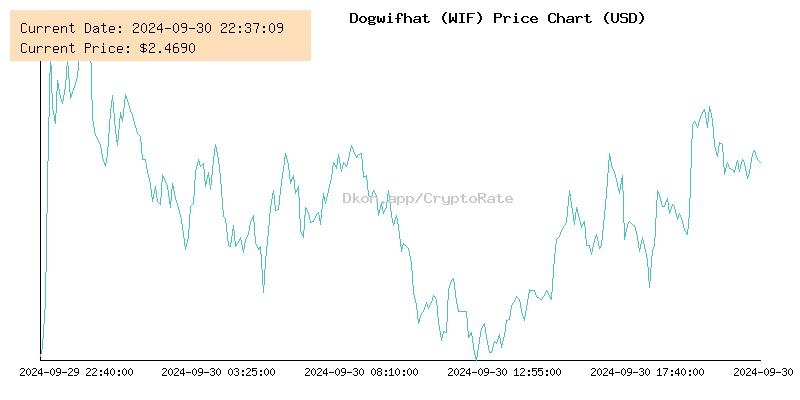 Dogwifhat (WIF) Price Chart (USD)
Current Date: 2024-09-30 22:37:09
Current Price: $2.4690
Dkon.app/CryptoRate
2024-09-29 22:40:00 2024-09-30 03:25:00 2024-09-30 08:10:00 2024-09-30 12:55:00 2024-09-30 17:40:00 2024-09-30